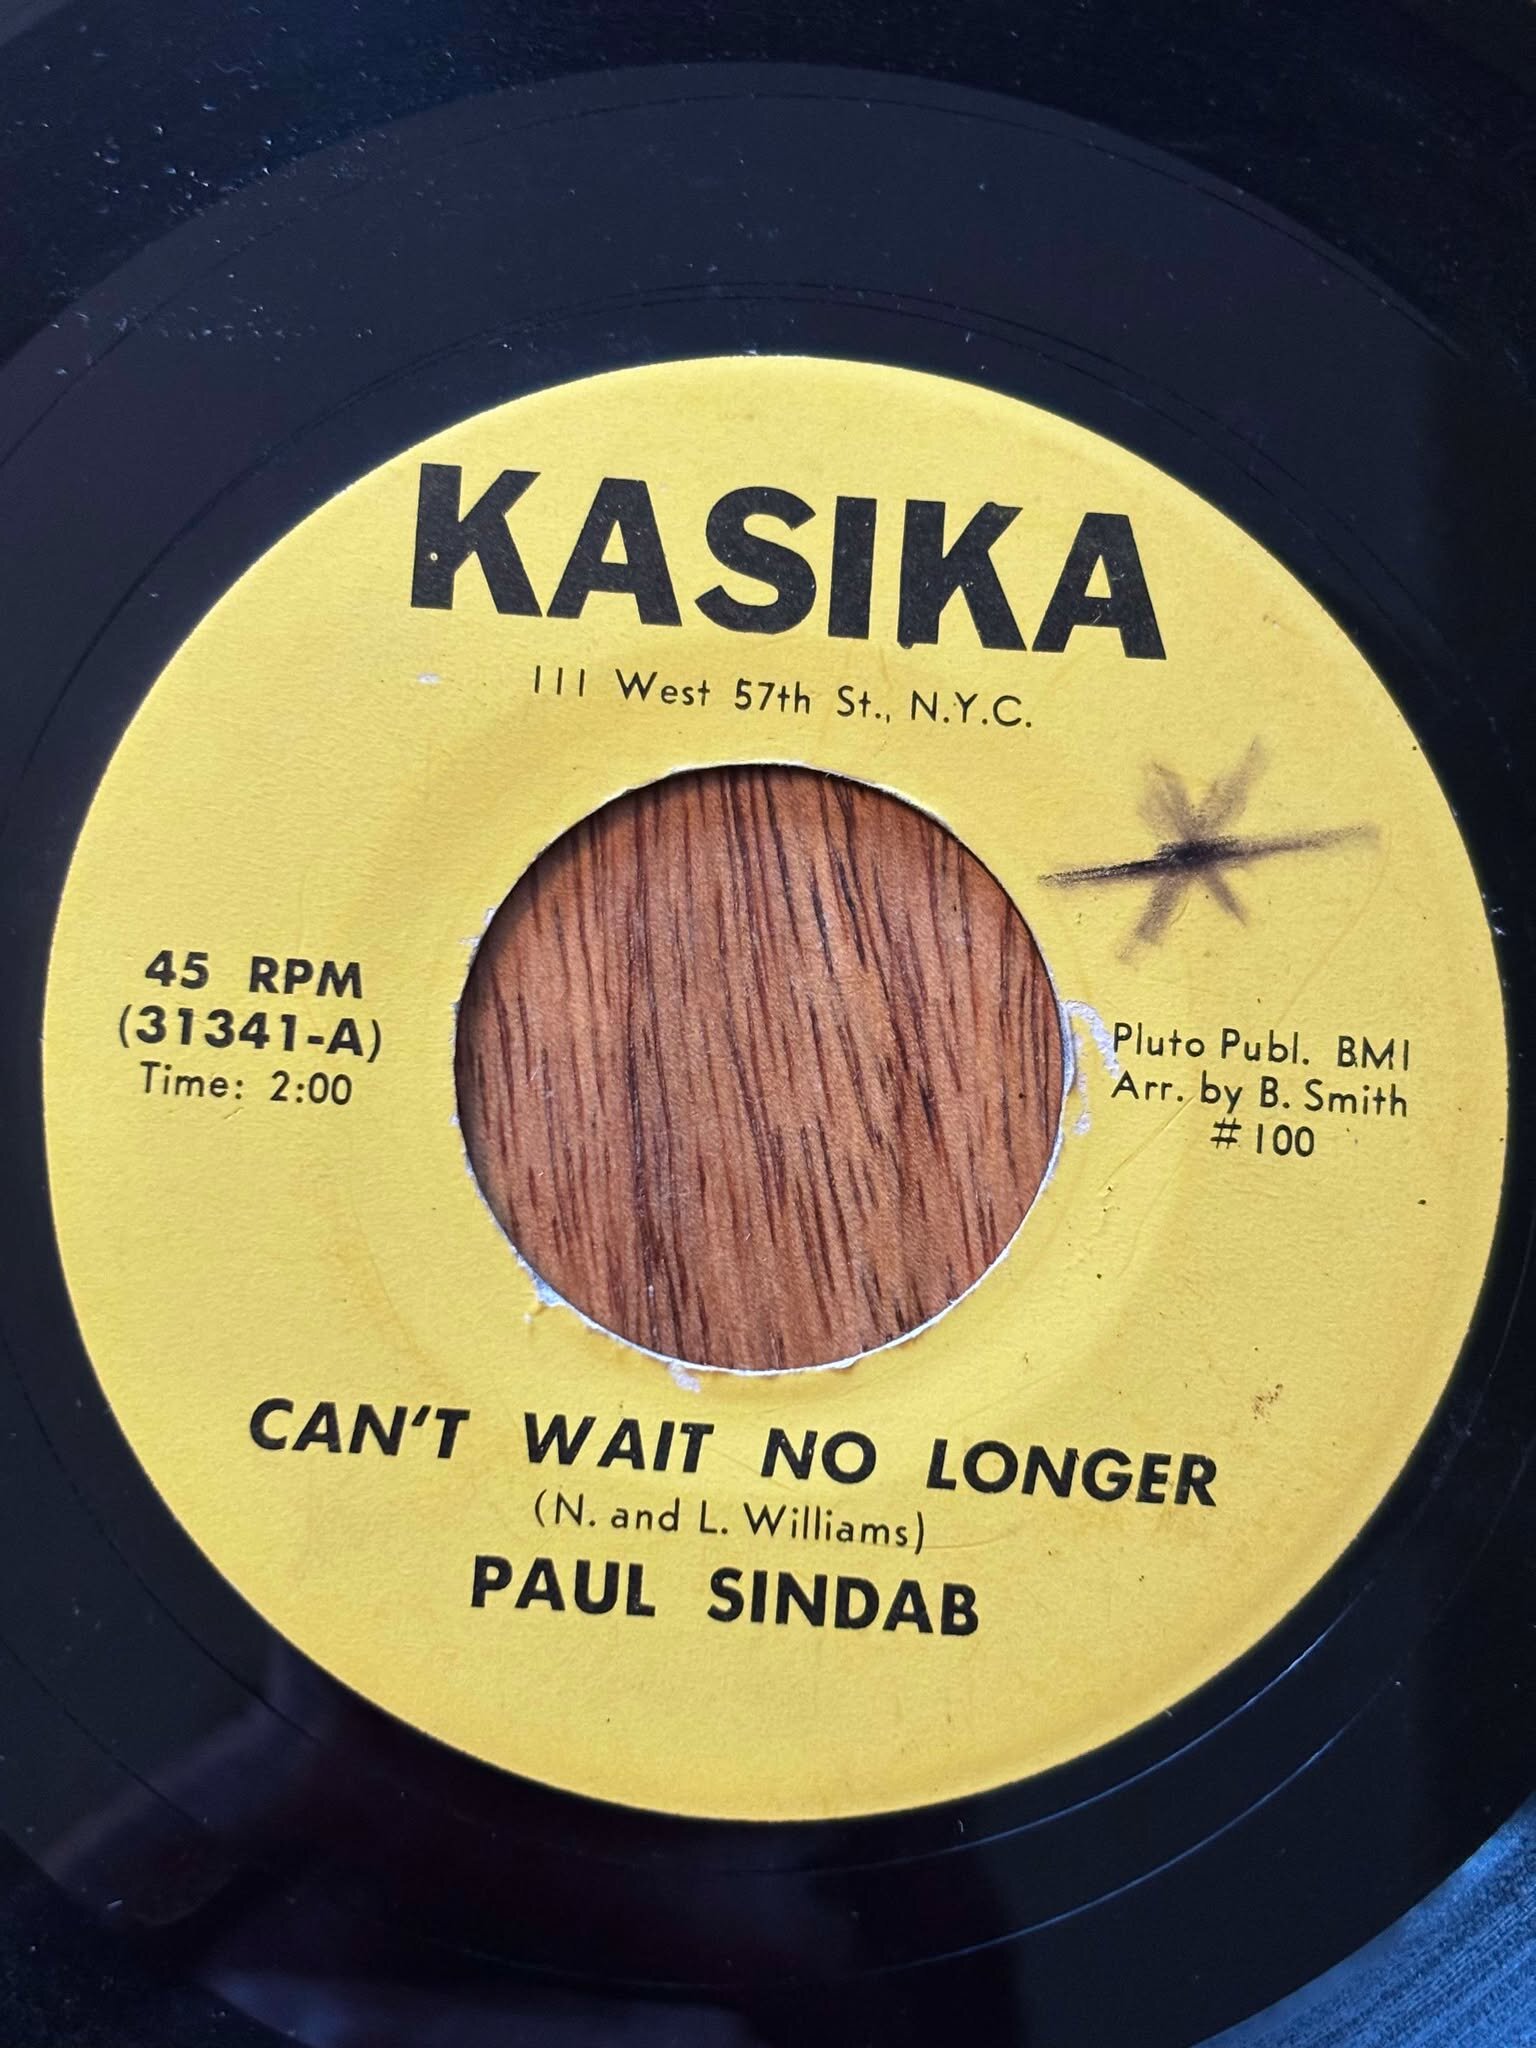 KASIKA
111 West 57th St., N.Y.C.
45 RPM
(31341-A)
Time: 2:00
Pluto Publ. BMI
Arr. by B. Smith
#100
CAN'T WAIT NO LONGER
(N. and L. Williams)
PAUL SINDAB